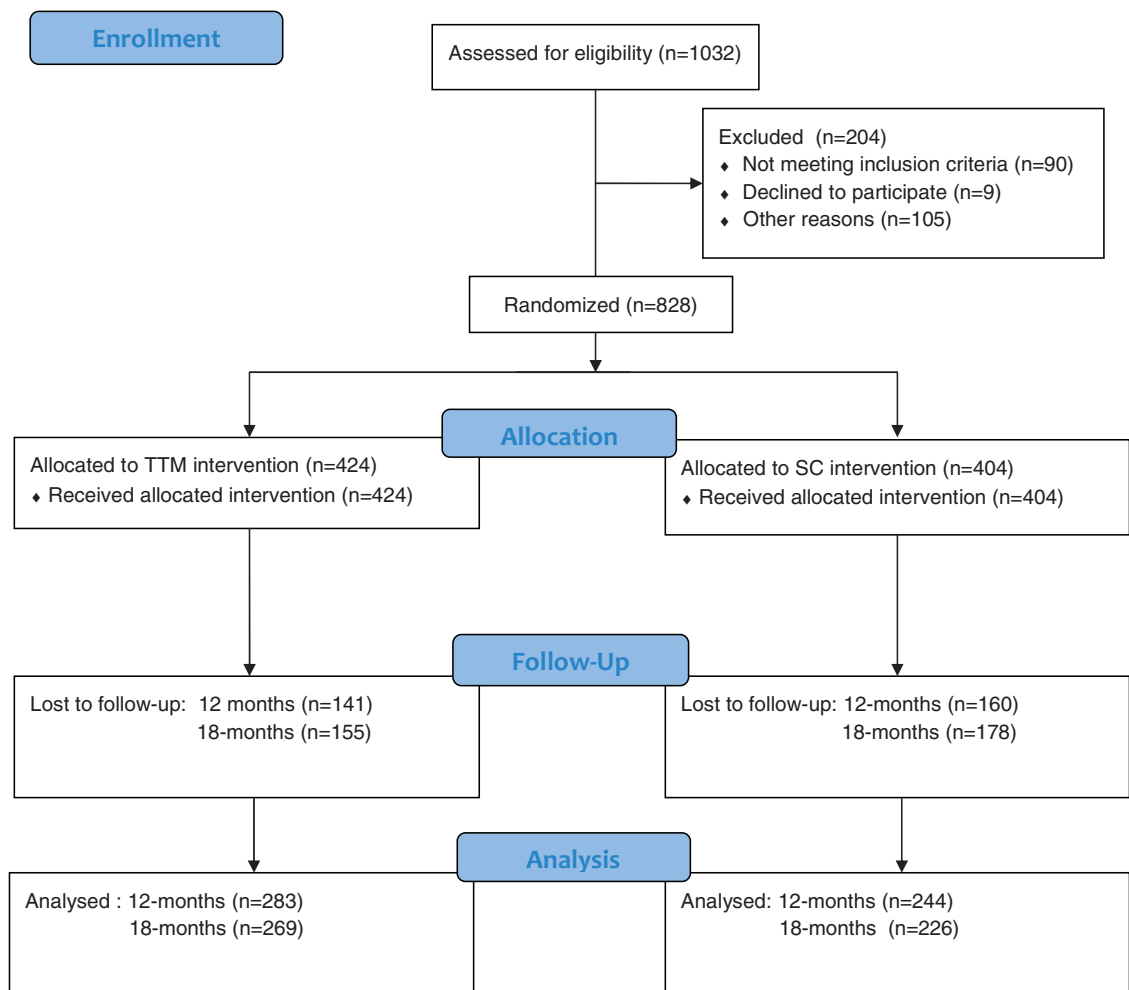 Enrollment
Assessed for eligibility (n=1032)
Excluded (n=204)
♦ Not meeting inclusion criteria (n=90)
♦ Declined to participate (n=9)
♦ Other reasons (n=105)
Randomized (n=828)
Allocation
Allocated to TTM intervention (n=424)
♦ Received allocated intervention (n=424)
Allocated to SC intervention (n=404)
♦ Received allocated intervention (n=404)
Follow-Up
Lost to follow-up: 12 months (n=141)
18-months (n=155)
Lost to follow-up: 12-months (n=160)
18-months (n=178)
Analysis
Analysed : 12-months (n=283)
18-months (n=269)
Analysed: 12-months (n=244)
18-months (n=226)